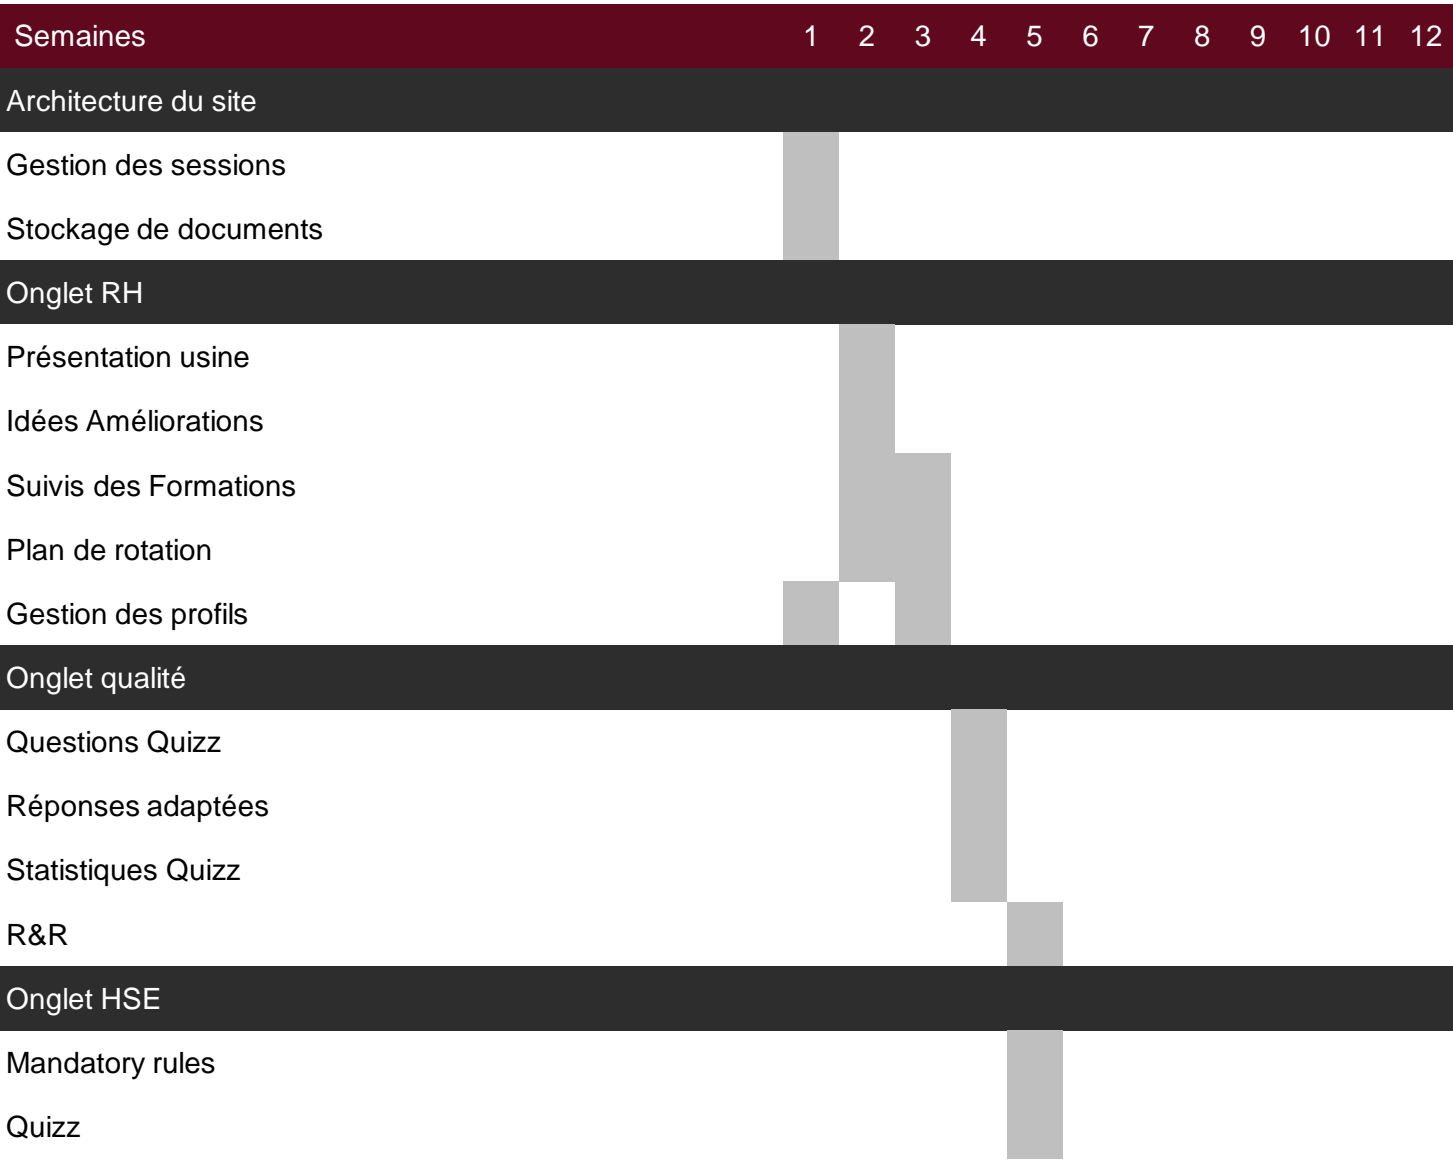 Semaines 1 2 3 4 5 6 7 8 9 10 11 12
Architecture du site
Gestion des sessions
Stockage de documents
Onglet RH
Présentation usine
Idées Améliorations
Suivis des Formations
Plan de rotation
Gestion des profils
Onglet qualité
Questions Quizz
Réponses adaptées
Statistiques Quizz
R&R
Onglet HSE
Mandatory rules
Quizz